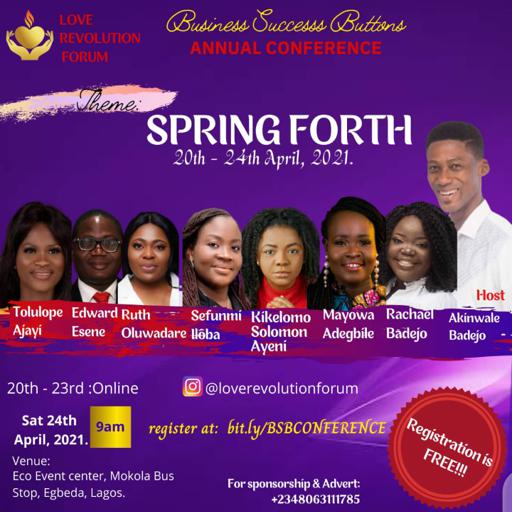 LOVE
REVOLUTION
FORUM
Business Successs Buttons
ANNUAL CONFERENCE
Theme:
SPRING FORTH
20th - 24th April, 2021.
Tolulope
Ajayi
Edward
Esene
Ruth
Oluwadare
Sefunmi
Ilöba
Kikelomo
Solomon
Ayeni
Mayowa
Adegbile
Rachael
Badejo
Host
Akinwale
Badejo
20th - 23rd :Online
@loverevolutionforum
Sat 24th
April, 2021.
9am
register at: bit.ly/BSBCONFERENCE
Registration is
FREE!!!
Venue:
Eco Event center, Mokola Bus
Stop, Egbeda, Lagos.
For sponsorship & Advert:
+2348063111785